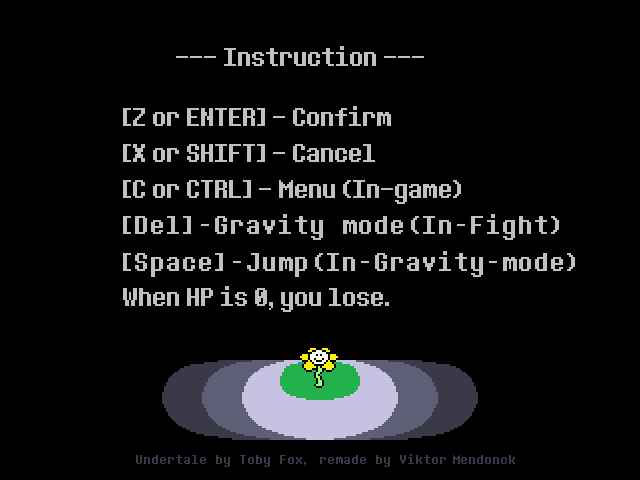 --- Instruction ---
[Z or ENTER] - Confirm
[X or SHIFT] - Cancel
[C or CTRL] - Menu (In-game)
[Del]-Gravity mode(In-Fight)
[Space]-Jump(In-Gravity-mode)
When HP is 0, you lose.
Undertale by Toby Fox, remade by Viktor Mendonck